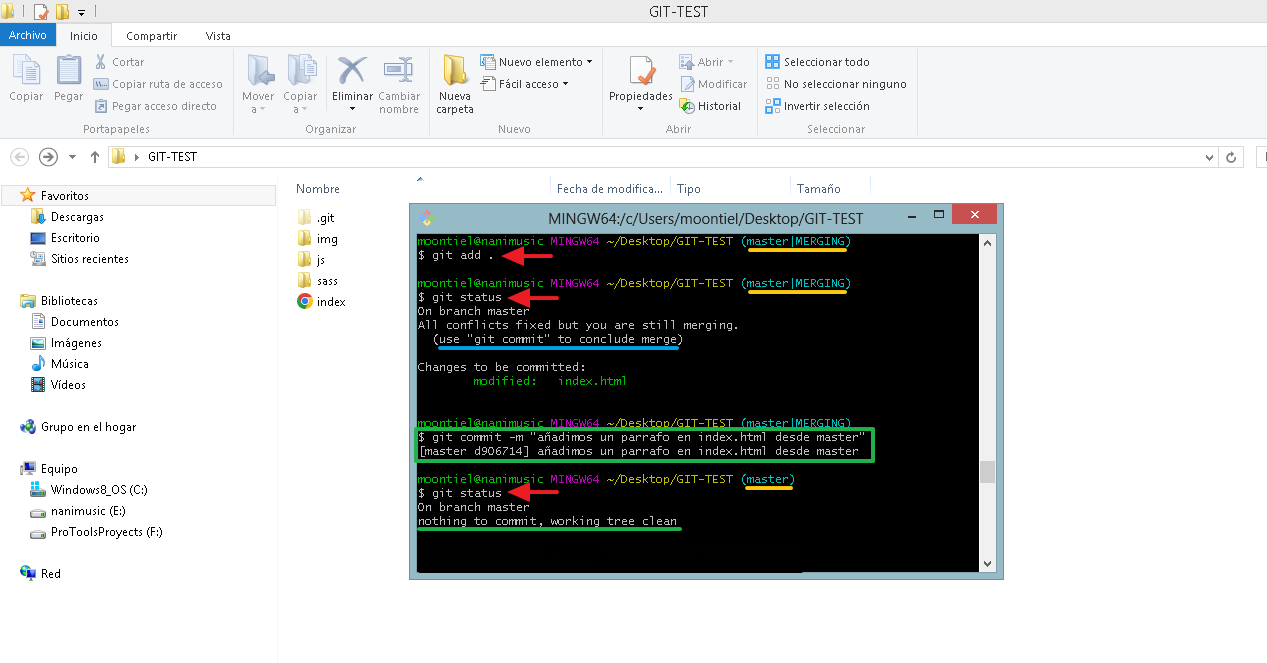 GIT-TEST
Archivo Inicio Compartir Vista
Copiar
Pegar
Cortar
Copiar ruta de acceso
Pegar acceso directo
Portapapeles
Mover a
Copiar a
Eliminar
Cambiar nombre
Organizar
Nueva carpeta
Nuevo elemento
Fácil acceso
Nuevo
Propiedades
Abrir
Modificar
Historial
Abrir
Seleccionar todo
No seleccionar ninguno
Invertir selección
Seleccionar
GIT-TEST
Favoritos
Descargas
Escritorio
Sitios recientes
Bibliotecas
Documentos
Imágenes
Música
Vídeos
Grupo en el hogar
Equipo
Windows8_OS (C:)
nanimusic (E:)
ProToolsProyects (F:)
Red
Nombre Fecha de modifica... Tipo Tamaño
.git
img
js
sass
index
MINGW64:/c/Users/moontiel/Desktop/GIT-TEST
moontiel@nanimusic MINGW64 ~/Desktop/GIT-TEST (master|MERGING)
$ git add .
moontiel@nanimusic MINGW64 ~/Desktop/GIT-TEST (master|MERGING)
$ git status
On branch master
All conflicts fixed but you are still merging.
(use "git commit" to conclude merge)
Changes to be committed:
modified: index.html
moontiel@nanimusic MINGW64 ~/Desktop/GIT-TEST (master|MERGING)
$ git commit -m "añadimos un parrafo en index.html desde master"
[master d906714] añadimos un parrafo en index.html desde master
moontiel@nanimusic MINGW64 ~/Desktop/GIT-TEST (master)
$ git status
On branch master
nothing to commit, working tree clean